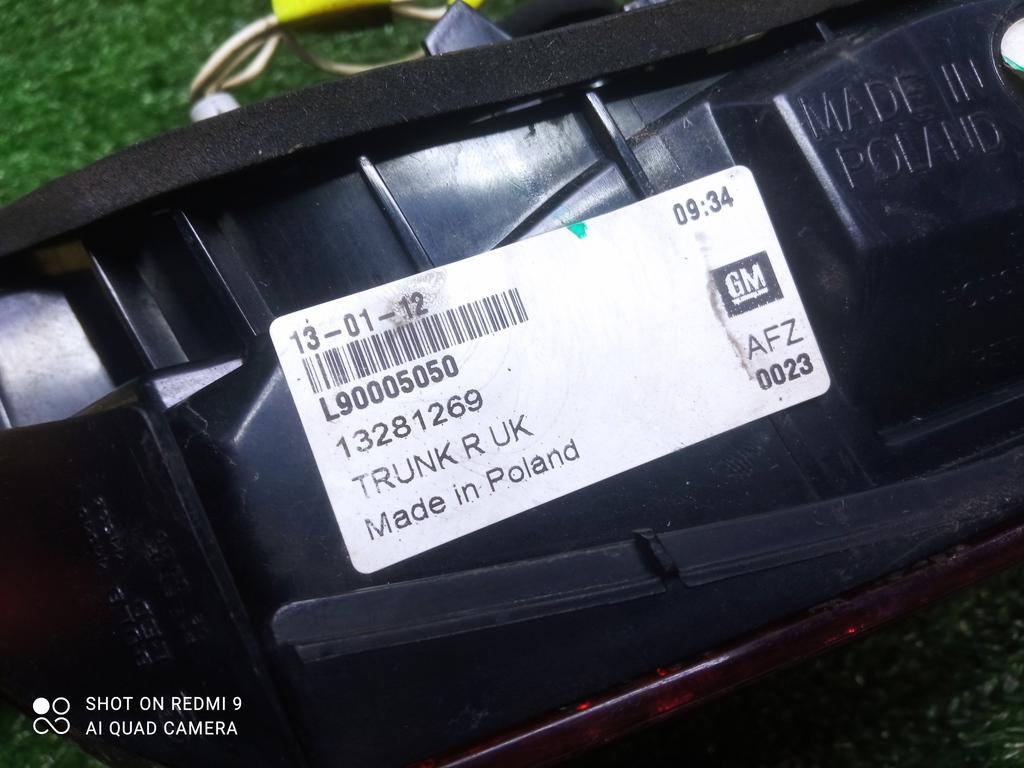 MADE IN
POLAND
09:34
13-01-12
GM
L90005050
AFZ
0023
13281269
TRUNK R UK
Made in Poland
SHOT ON REDMI 9
AI QUAD CAMERA